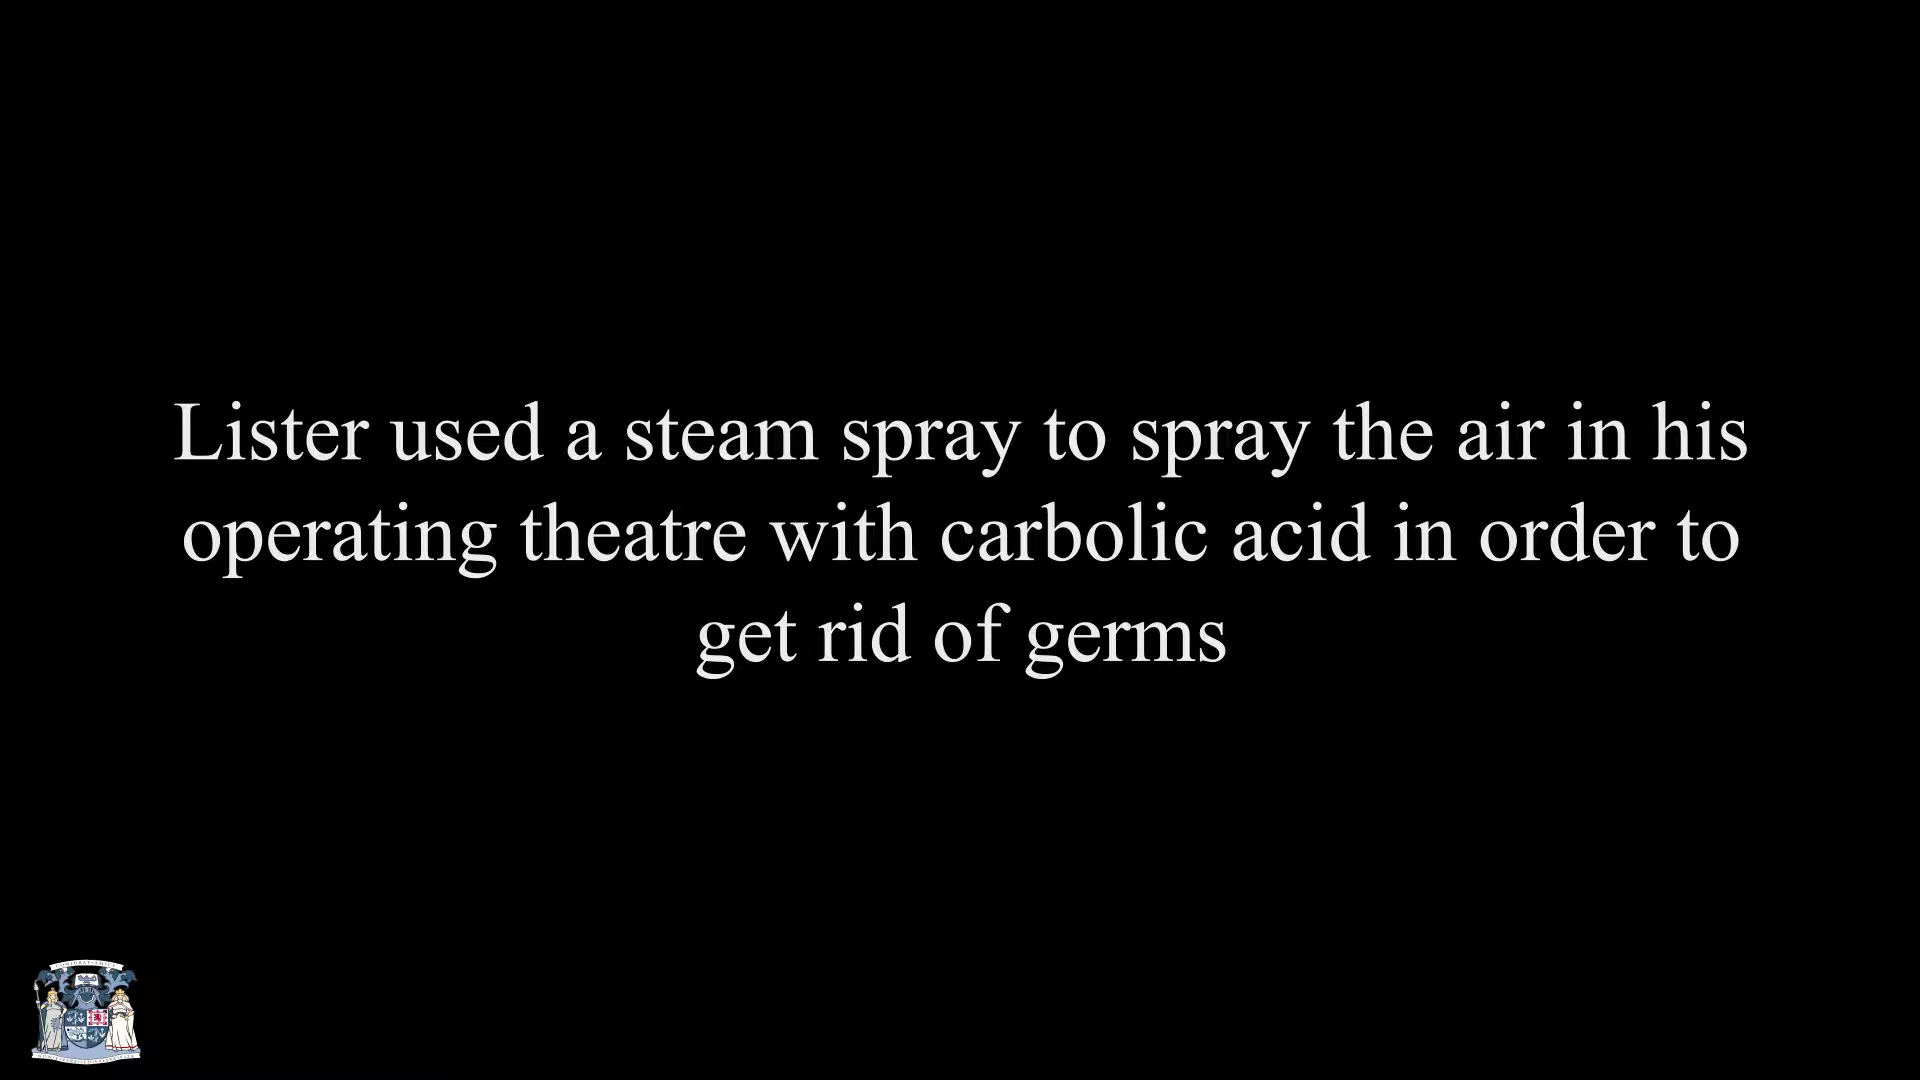 Lister used a steam spray to spray the air in his
operating theatre with carbolic acid in order to
get rid of germs